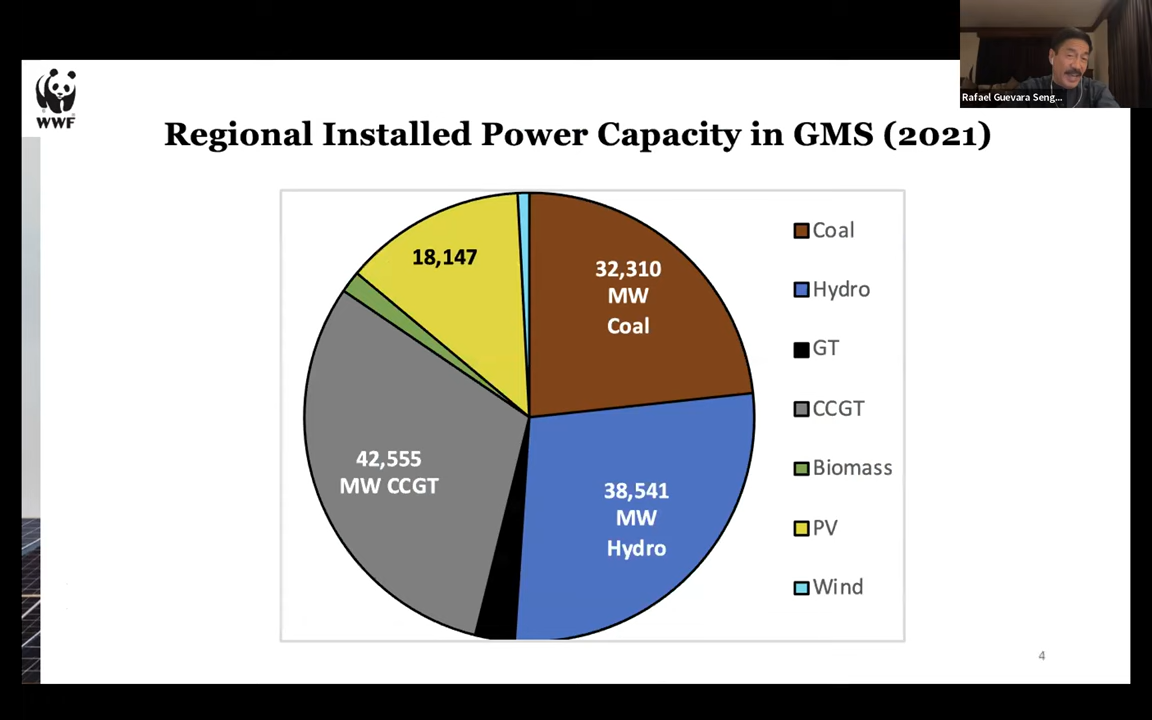 Rafael Guevara Seng...
WWF
Regional Installed Power Capacity in GMS (2021)
18,147
32,310
MW
Coal
42,555
MW CCGT
38,541
MW
Hydro
Coal
Hydro
GT
CCGT
Biomass
PV
Wind
4